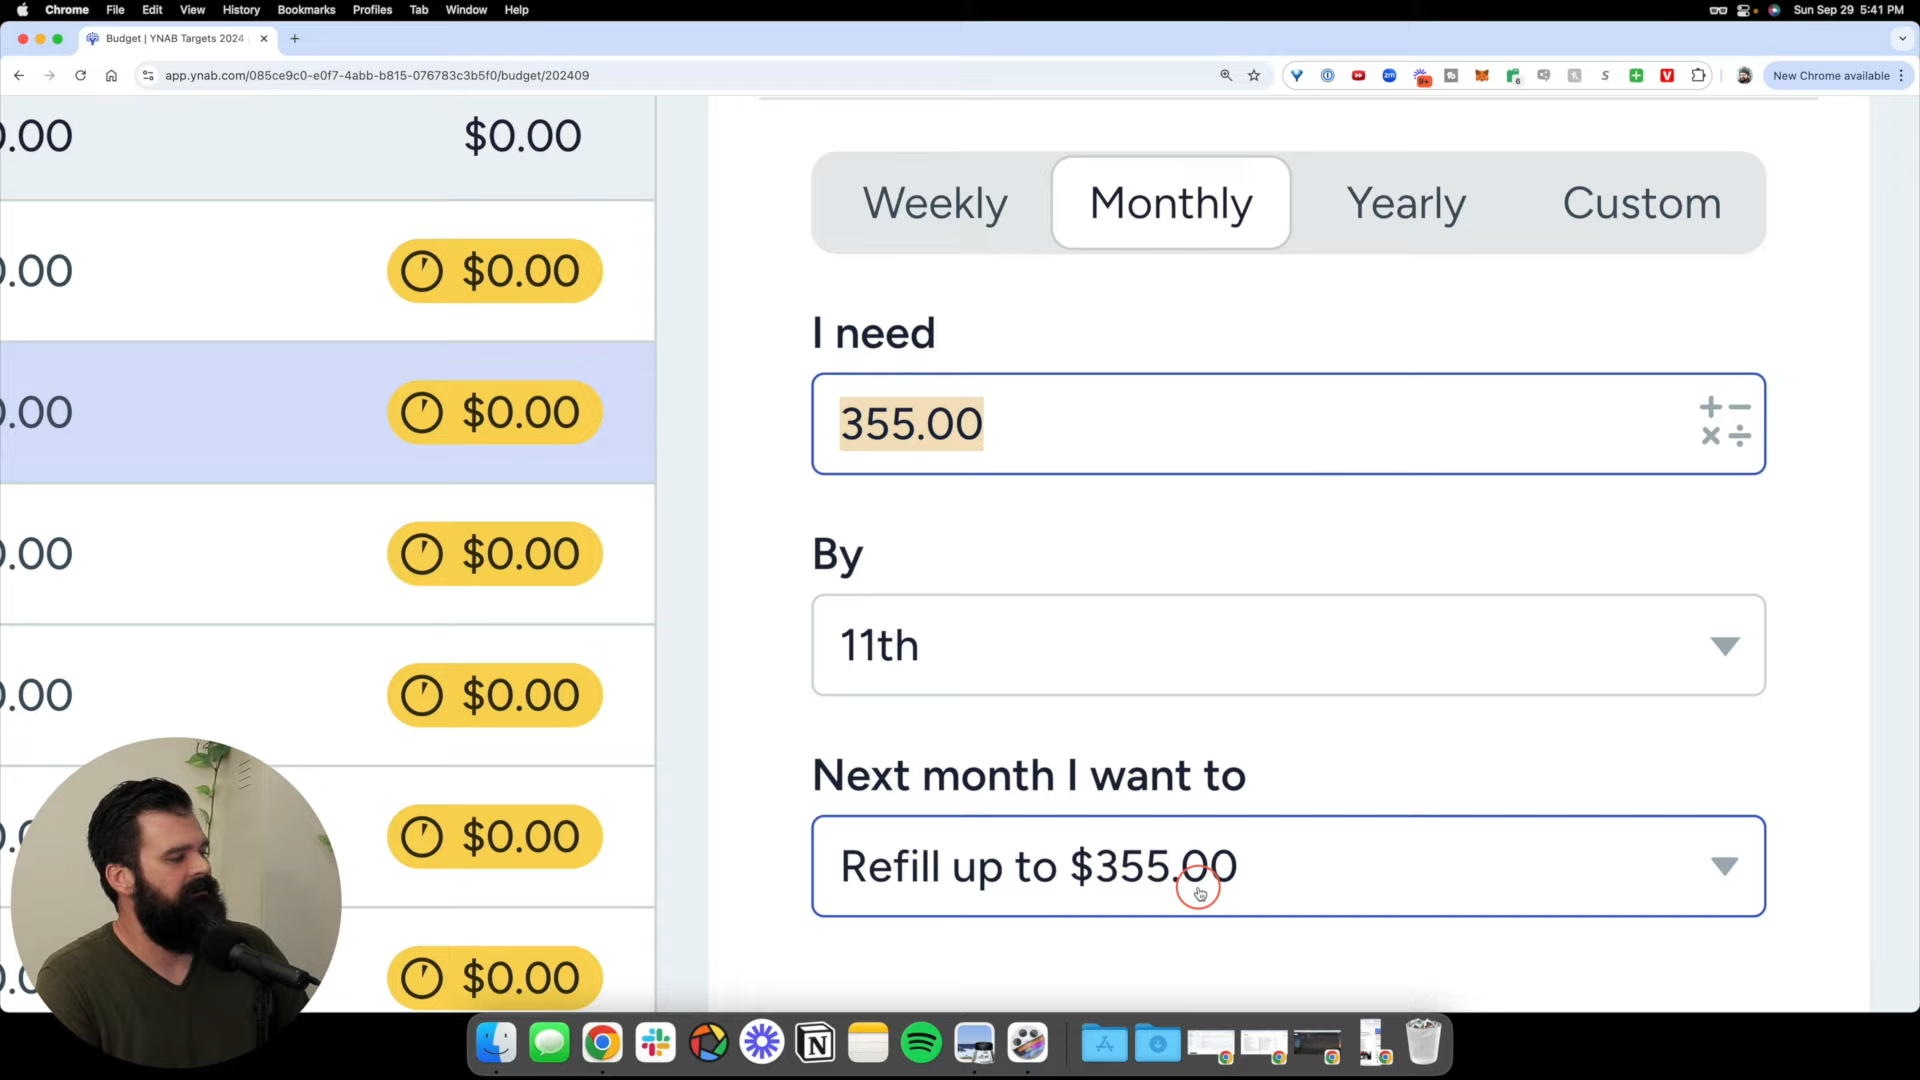 Chrome File Edit View History Bookmarks Profiles Tab Window Help
Sun Sep 29 5:41 PM
Budget | YNAB Targets 2024
app.ynab.com/085ce9c0-e0f7-4abb-b815-076783c3b5f0/budget/202409
New Chrome available
.00 $0.00
Weekly Monthly Yearly Custom
.00 $0.00
I need
.00 $0.00
355.00
By
.00 $0.00
11th
.00 $0.00
Next month I want to
$0.00
Refill up to $355.00
$0.00